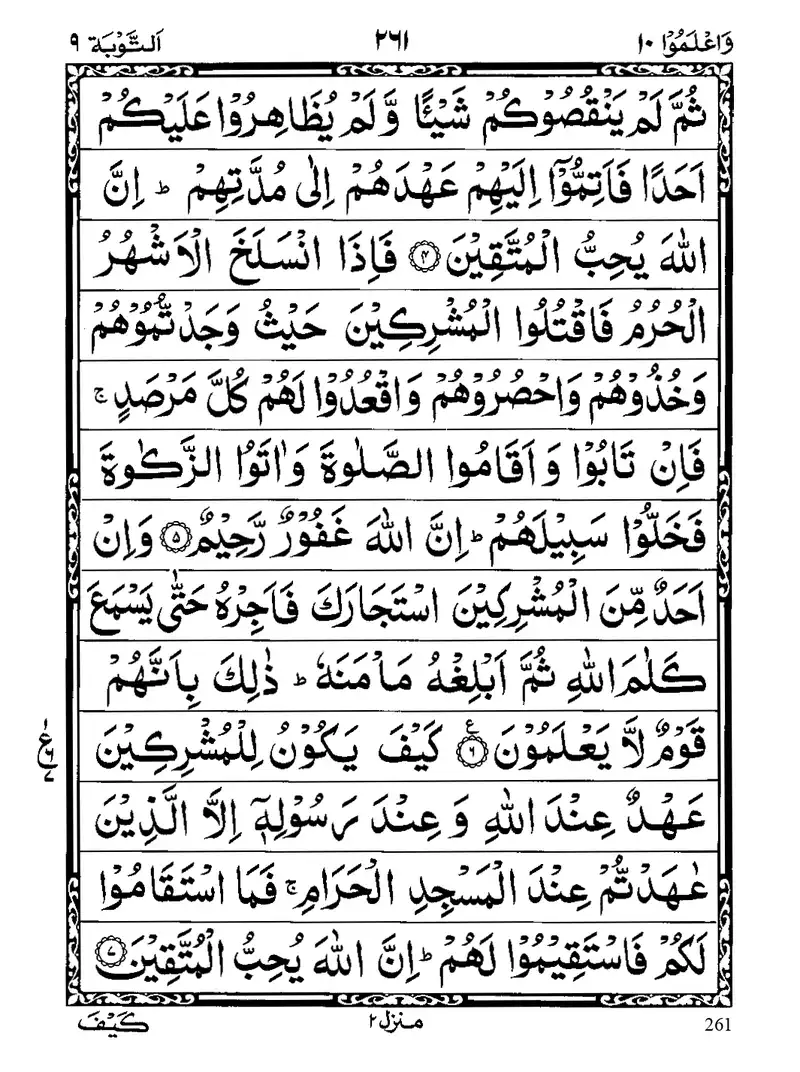 وَاعْلَمُوْۤا ١٠ ٢٦١ اَلتَّوْبَة ٩
ثُمَّ لَمْ يَنْقُصُوْكُمْ شَيْـًٔا وَّلَمْ يُظَاهِرُوْا عَلَيْكُمْ
اَحَدًا فَاَتِمُّوْۤا اِلَيْهِمْ عَهْدَهُمْ اِلٰى مُدَّتِهِمْ ؕ اِنَّ
اللّٰهَ يُحِبُّ الْمُتَّقِيْنَ ۝٤ فَاِذَا انْسَلَخَ الْاَشْهُرُ
الْحُرُمُ فَاقْتُلُوا الْمُشْرِكِيْنَ حَيْثُ وَجَدْتُّمُوْهُمْ
وَخُذُوْهُمْ وَاحْصُرُوْهُمْ وَاقْعُدُوْا لَهُمْ كُلَّ مَرْصَدٍ ۚ
فَاِنْ تَابُوْا وَاَقَامُوا الصَّلٰوةَ وَاٰتَوُا الزَّكٰوةَ
فَخَلُّوْا سَبِيْلَهُمْ ؕ اِنَّ اللّٰهَ غَفُوْرٌ رَّحِيْمٌ ۝٥ وَاِنْ
اَحَدٌ مِّنَ الْمُشْرِكِيْنَ اسْتَجَارَكَ فَاَجِرْهُ حَتّٰى يَسْمَعَ
كَلٰمَ اللّٰهِ ثُمَّ اَبْلِغْهُ مَاْمَنَهٗ ؕ ذٰلِكَ بِاَنَّهُمْ
قَوْمٌ لَّا يَعْلَمُوْنَ ۝٦ كَيْفَ يَكُوْنُ لِلْمُشْرِكِيْنَ
عَهْدٌ عِنْدَ اللّٰهِ وَعِنْدَ رَسُوْلِهٖۤ اِلَّا الَّذِيْنَ
عٰهَدْتُّمْ عِنْدَ الْمَسْجِدِ الْحَرَامِ ۚ فَمَا اسْتَقَامُوْا
لَكُمْ فَاسْتَقِيْمُوْا لَهُمْ ؕ اِنَّ اللّٰهَ يُحِبُّ الْمُتَّقِيْنَ ۝٧
261 منزل ٢ كَيْفَ